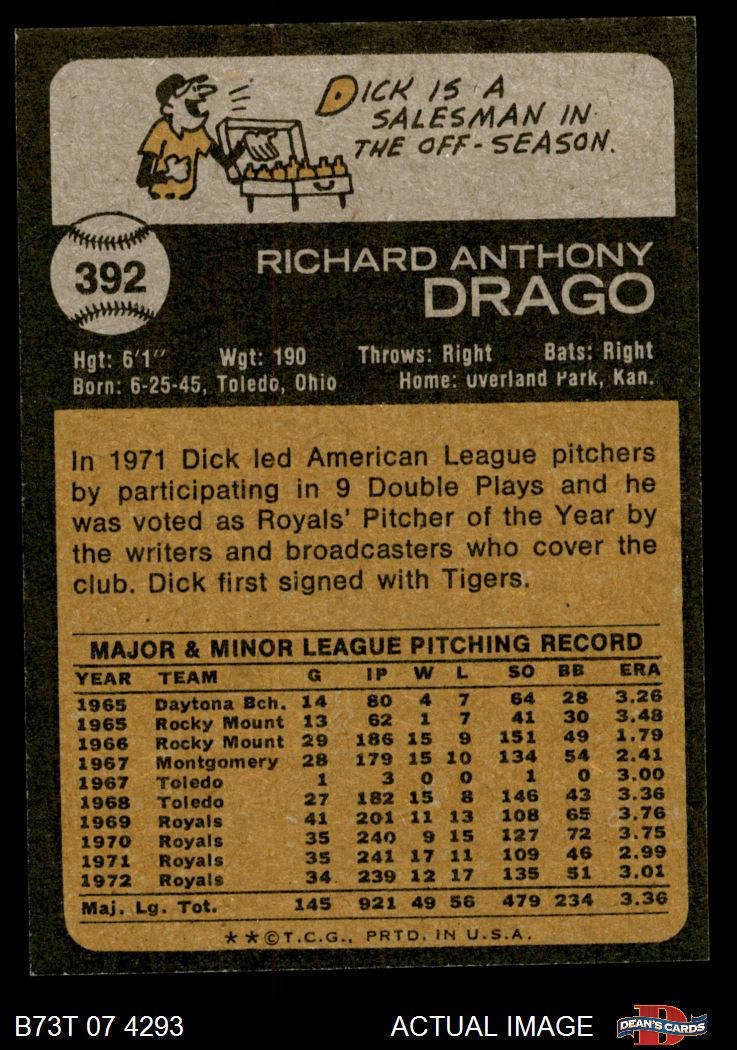 DICK IS A
SALESMAN IN
THE OFF-SEASON.
392
RICHARD ANTHONY
DRAGO
Hgt: 6'1" Wgt: 190 Throws: Right Bats: Right
Born: 6-25-45, Toledo, Ohio Home: Overland Park, Kan.
In 1971 Dick led American League pitchers
by participating in 9 Double Plays and he
was voted as Royals' Pitcher of the Year by
the writers and broadcasters who cover the
club. Dick first signed with Tigers.
MAJOR & MINOR LEAGUE PITCHING RECORD
YEAR TEAM G IP W L SO BB ERA
1965 Daytona Bch. 14 80 4 7 64 28 3.26
1965 Rocky Mount 13 62 1 7 41 30 3.48
1966 Rocky Mount 29 186 15 9 151 49 1.79
1967 Montgomery 28 179 15 10 134 54 2.41
1967 Toledo 1 3 0 0 1 0 3.00
1968 Toledo 27 182 15 8 146 43 3.36
1969 Royals 41 201 11 13 108 65 3.76
1970 Royals 35 240 9 15 127 72 3.75
1971 Royals 35 241 17 11 109 46 2.99
1972 Royals 34 239 12 17 135 51 3.01
Maj. Lg. Tot. 145 921 49 56 479 234 3.36
★★©T.C.G., PRTD. IN U.S.A.
B73T 07 4293 ACTUAL IMAGE D DEAN'S CARDS